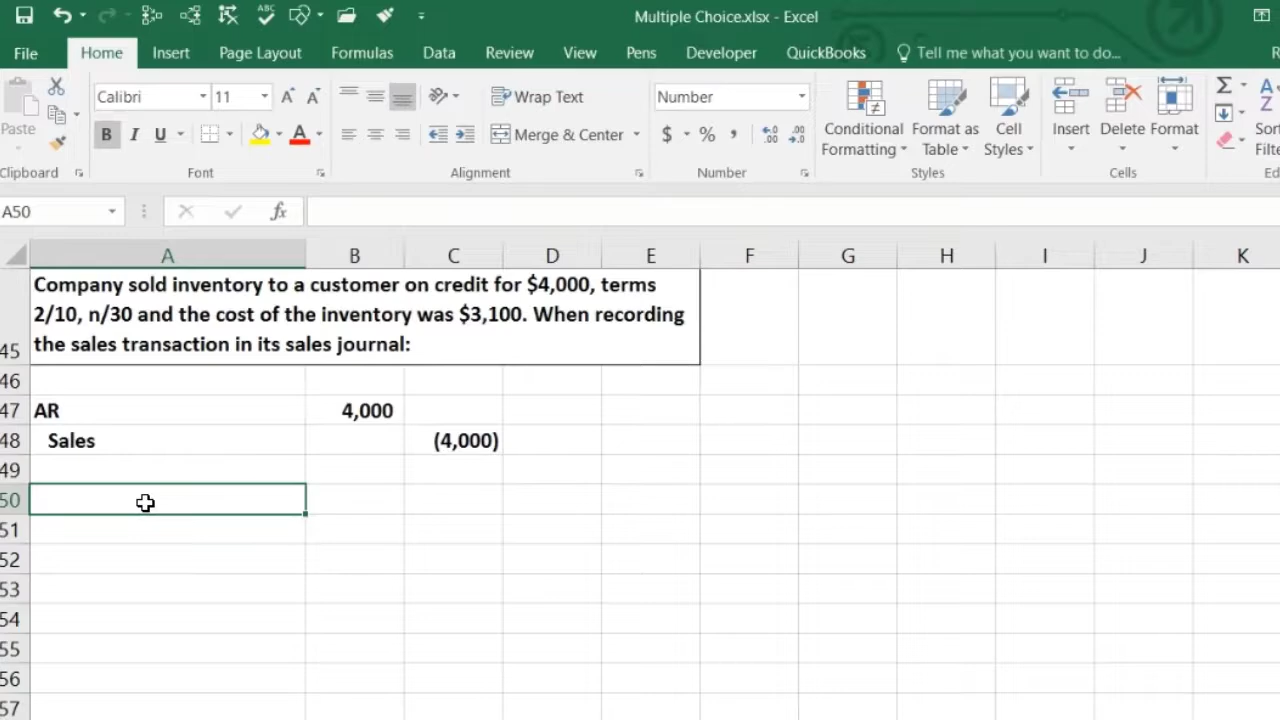 Multiple Choice.xlsx - Excel
File Home Insert Page Layout Formulas Data Review View Pens Developer QuickBooks Tell me what you want to do...
Paste Calibri 11 Wrap Text Number Conditional Formatting Format as Table Cell Styles Insert Delete Format
B I U Merge & Center $ % ,
Clipboard Font Alignment Number Styles Cells
A50 fx
A B C D E F G H I J K
Company sold inventory to a customer on credit for $4,000, terms
2/10, n/30 and the cost of the inventory was $3,100. When recording
45 the sales transaction in its sales journal:
46
47 AR 4,000
48 Sales (4,000)
49
50
51
52
53
54
55
56
57